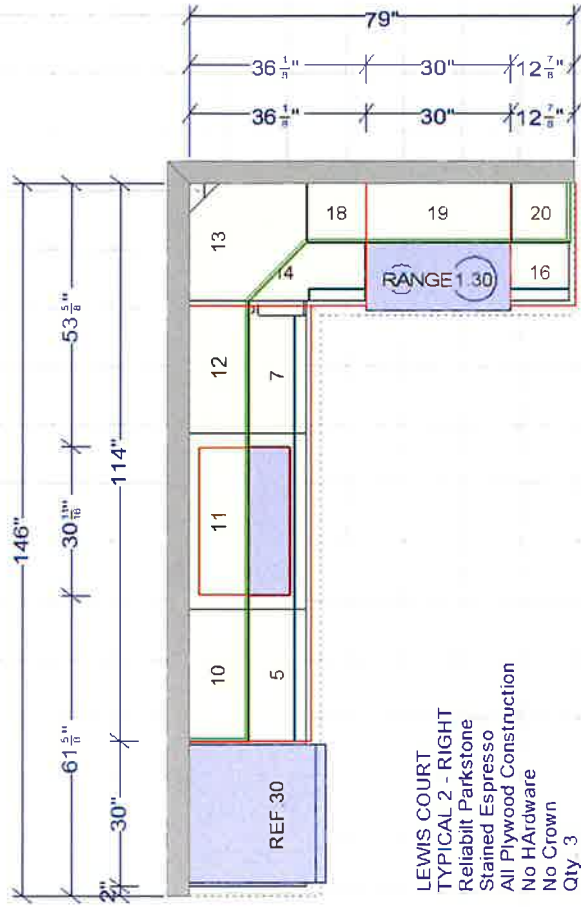 79"
36 1/8"
30"
12 7/8"
36 1/8"
30"
12 7/8"
146"
53 5/8"
30 11/16"
61 5/8"
114"
30"
2"
13
18
19
20
14
RANGE 1.30
16
12
7
11
10
5
REF.30
LEWIS COURT
TYPICAL 2 - RIGHT
Reliabilt Parkstone
Stained Espresso
All Plywood Construction
No HArdware
No Crown
Qty. 3